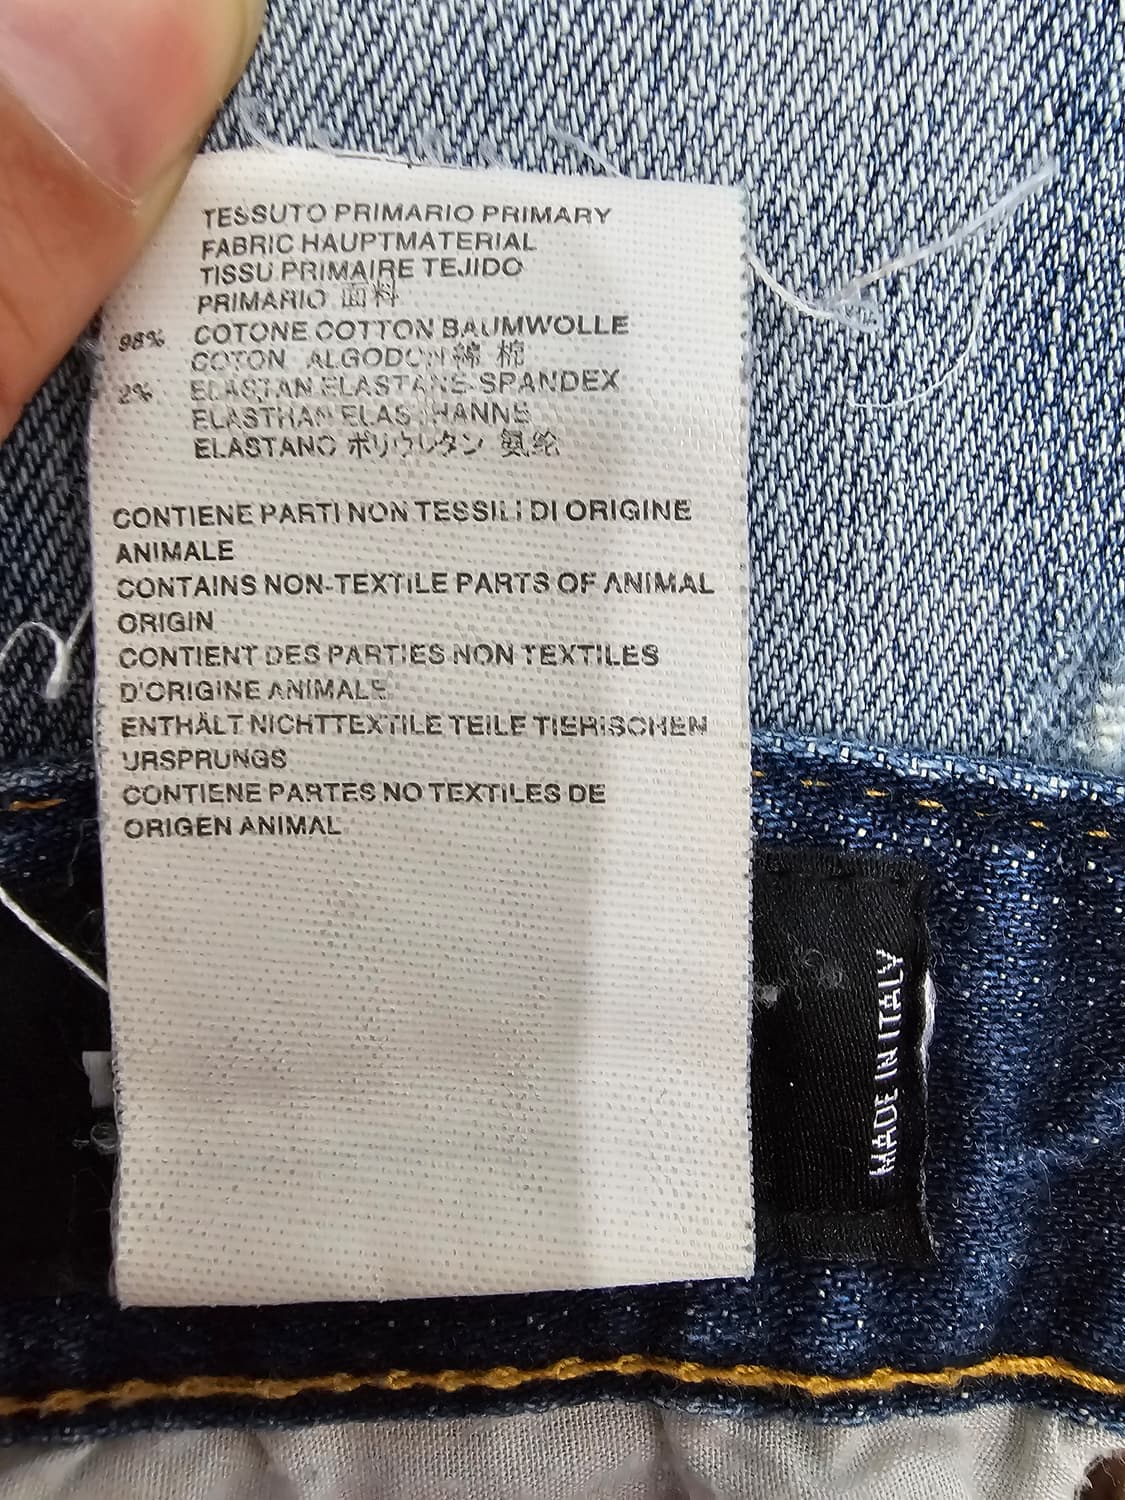 TESSUTO PRIMARIO PRIMARY
FABRIC HAUPTMATERIAL
TISSU PRIMAIRE TEJIDO
PRIMARIO 面料
98% COTONE COTTON BAUMWOLLE
COTON ALGODON 綿 棉
2% ELASTAN ELASTANE-SPANDEX
ELASTHAN ELASTHANNE
ELASTANO ポリウレタン 氨纶
CONTIENE PARTI NON TESSILI DI ORIGINE
ANIMALE
CONTAINS NON-TEXTILE PARTS OF ANIMAL
ORIGIN
CONTIENT DES PARTIES NON TEXTILES
D'ORIGINE ANIMALE
ENTHÄLT NICHTTEXTILE TEILE TIERISCHEN
URSPRUNGS
CONTIENE PARTES NO TEXTILES DE
ORIGEN ANIMAL
MADE IN ITALY